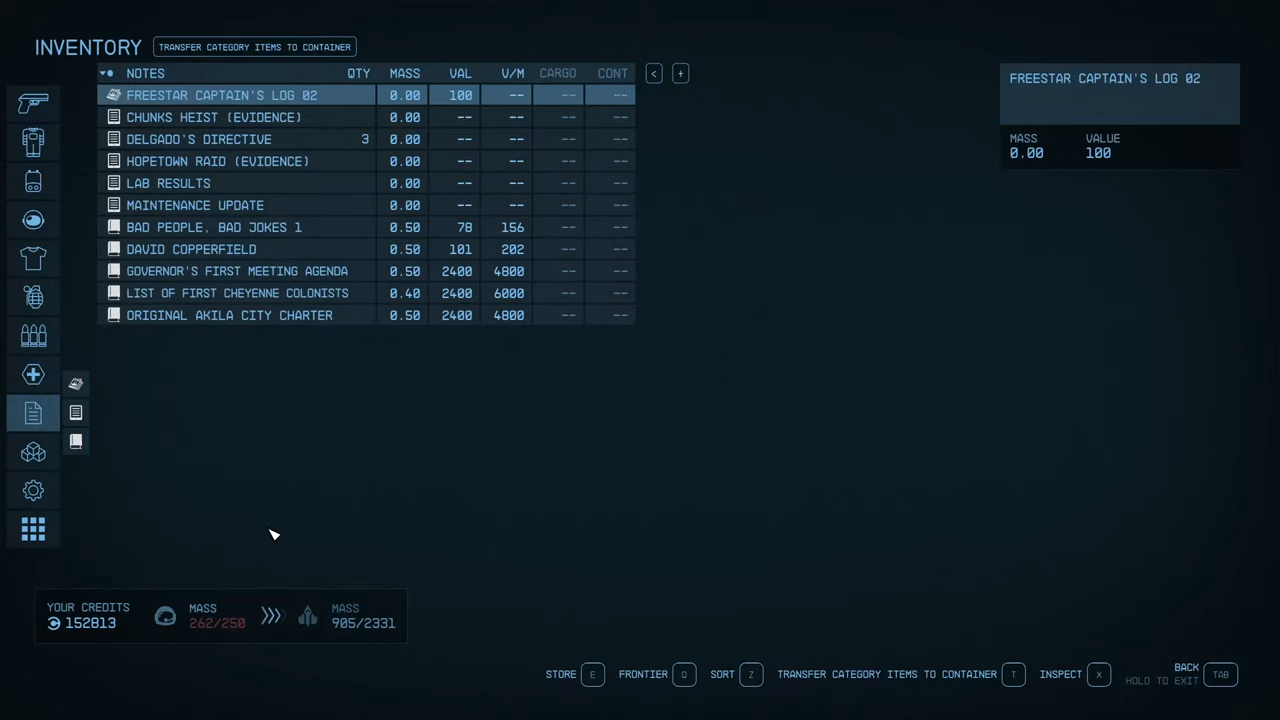 INVENTORY TRANSFER CATEGORY ITEMS TO CONTAINER
NOTES QTY MASS VAL V/M CARGO CONT < +
FREESTAR CAPTAIN'S LOG 02 0.00 100 -- -- --
CHUNKS HEIST (EVIDENCE) 0.00 -- -- -- --
DELGADO'S DIRECTIVE 3 0.00 -- -- -- --
HOPETOWN RAID (EVIDENCE) 0.00 -- -- -- --
LAB RESULTS 0.00 -- -- -- --
MAINTENANCE UPDATE 0.00 -- -- -- --
BAD PEOPLE, BAD JOKES 1 0.50 78 156 -- --
DAVID COPPERFIELD 0.50 101 202 -- --
GOVERNOR'S FIRST MEETING AGENDA 0.50 2400 4800 -- --
LIST OF FIRST CHEYENNE COLONISTS 0.40 2400 6000 -- --
ORIGINAL AKILA CITY CHARTER 0.50 2400 4800 -- --
FREESTAR CAPTAIN'S LOG 02
MASS VALUE
0.00 100
YOUR CREDITS MASS MASS
152813 262/250 905/2331
STORE E FRONTIER Q SORT Z TRANSFER CATEGORY ITEMS TO CONTAINER T INSPECT X BACK TAB
HOLD TO EXIT